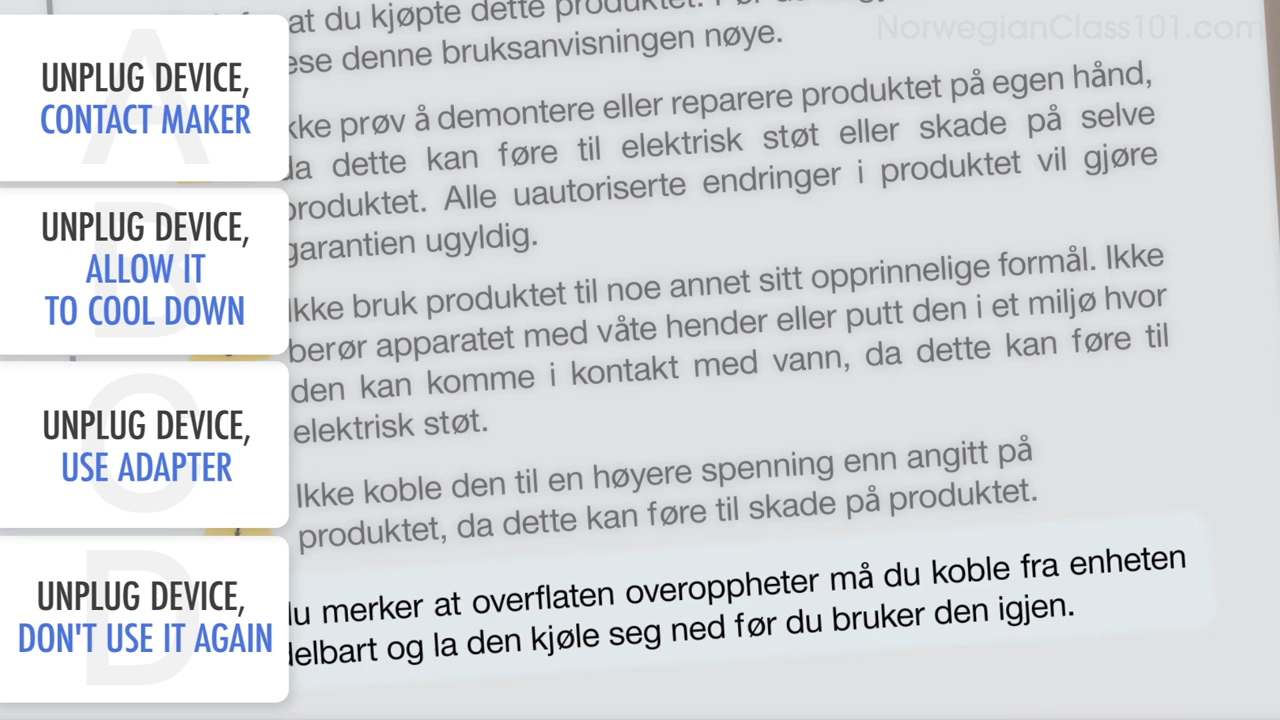 UNPLUG DEVICE,
CONTACT MAKER
UNPLUG DEVICE,
ALLOW IT
TO COOL DOWN
UNPLUG DEVICE,
USE ADAPTER
UNPLUG DEVICE,
DON'T USE IT AGAIN
NorwegianClass101.com
at du kjøpte dette produktet.
denne bruksanvisningen nøye.
prøv å demontere eller reparere produktet på egen hånd,
dette kan føre til elektrisk støt eller skade på selve
produktet. Alle uautoriserte endringer i produktet vil gjøre
garantien ugyldig.
Ikke bruk produktet til noe annet sitt opprinnelige formål. Ikke
berør apparatet med våte hender eller putt den i et miljø hvor
den kan komme i kontakt med vann, da dette kan føre til
elektrisk støt.
Ikke koble den til en høyere spenning enn angitt på
produktet, da dette kan føre til skade på produktet.
du merker at overflaten overoppheter må du koble fra enheten
og la den kjøle seg ned før du bruker den igjen.
A
B
C
D